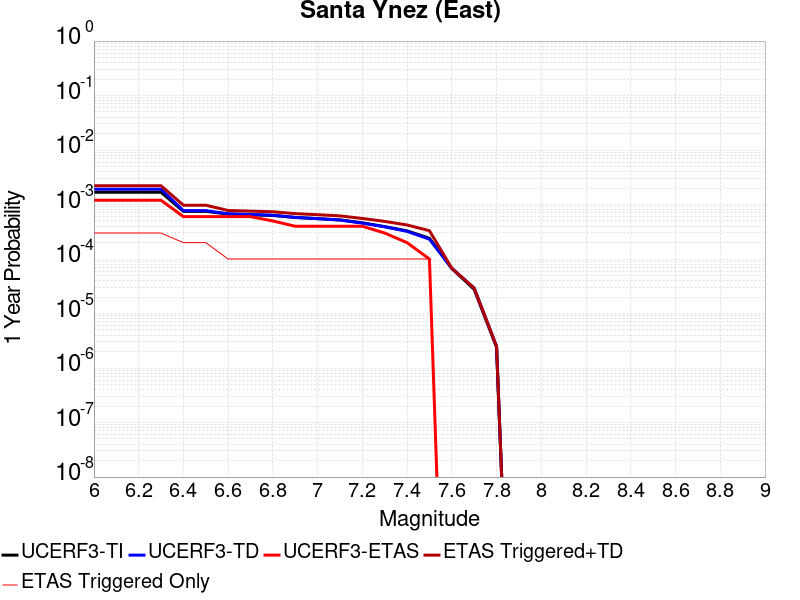 Santa Ynez (East)
10^0
10^-1
10^-2
10^-3
10^-4
10^-5
10^-6
10^-7
10^-8
1 Year Probability
6 6.2 6.4 6.6 6.8 7 7.2 7.4 7.6 7.8 8 8.2 8.4 8.6 8.8 9
Magnitude
UCERF3-TI UCERF3-TD UCERF3-ETAS ETAS Triggered+TD
ETAS Triggered Only